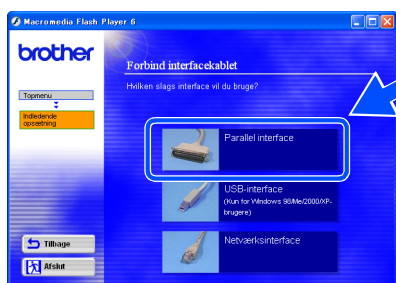 Macromedia Flash Player 6
brother
Forbind interfacekablet
Hvilken slags interface vil du bruge?
Topmenu
Indledende
opsætning
Parallel interface
USB-interface
(Kun for Windows 98/Me/2000/XP-
brugere)
Netværksinterface
Tilbage
Afslut